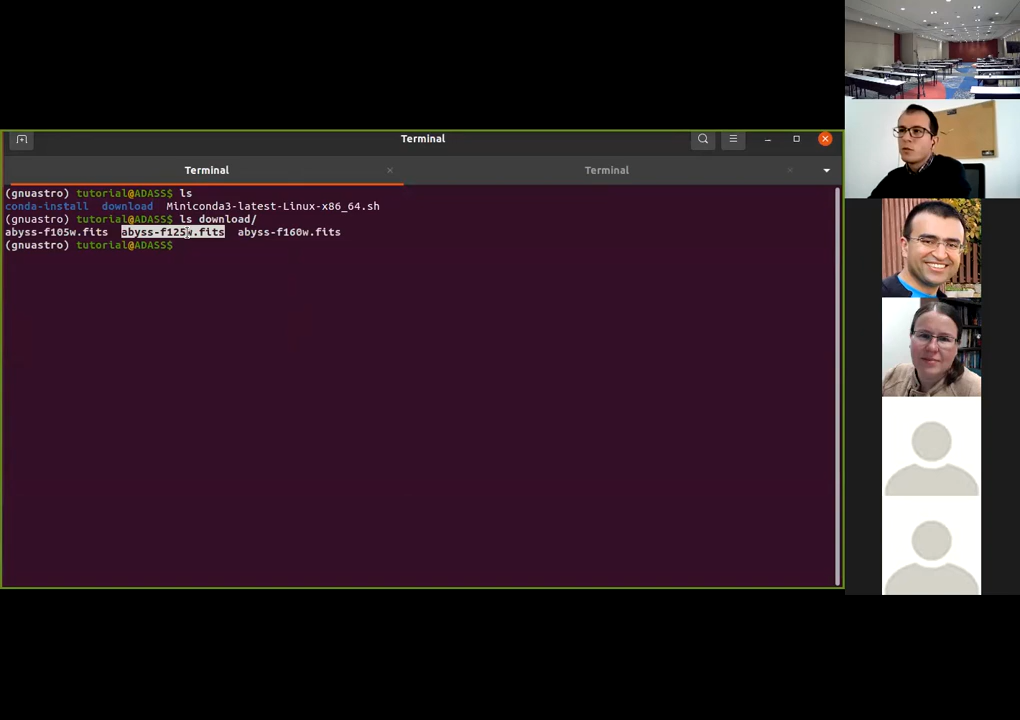 Terminal
Terminal
Terminal
(gnuastro) tutorial@ADASS$ ls
conda-install download Miniconda3-latest-Linux-x86_64.sh
(gnuastro) tutorial@ADASS$ ls download/
abyss-f105w.fits abyss-f125w.fits abyss-f160w.fits
(gnuastro) tutorial@ADASS$